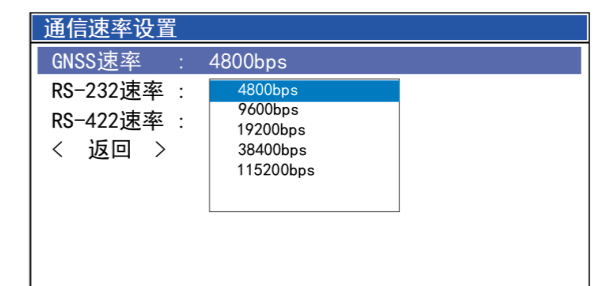 通信速率设置
GNSS速率 : 4800bps
RS-232速率 :
RS-422速率 :
< 返回 >
4800bps
9600bps
19200bps
38400bps
115200bps